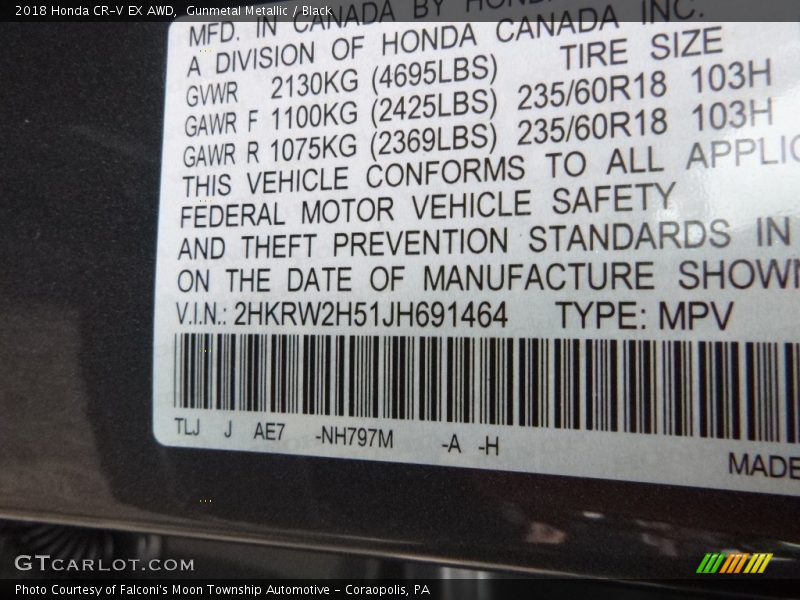 2018 Honda CR-V EX AWD, Gunmetal Metallic / Black
MFD. IN CANADA BY HONDA
A DIVISION OF HONDA CANADA INC.
TIRE SIZE
GVWR 2130KG (4695LBS)
GAWR F 1100KG (2425LBS) 235/60R18 103H
GAWR R 1075KG (2369LBS) 235/60R18 103H
THIS VEHICLE CONFORMS TO ALL APPLIC
FEDERAL MOTOR VEHICLE SAFETY
AND THEFT PREVENTION STANDARDS IN
ON THE DATE OF MANUFACTURE SHOWN
V.I.N.: 2HKRW2H51JH691464 TYPE: MPV
TLJ J AE7 -NH797M -A -H
MADE
GTCARLOT.COM
Photo Courtesy of Falconi's Moon Township Automotive - Coraopolis, PA